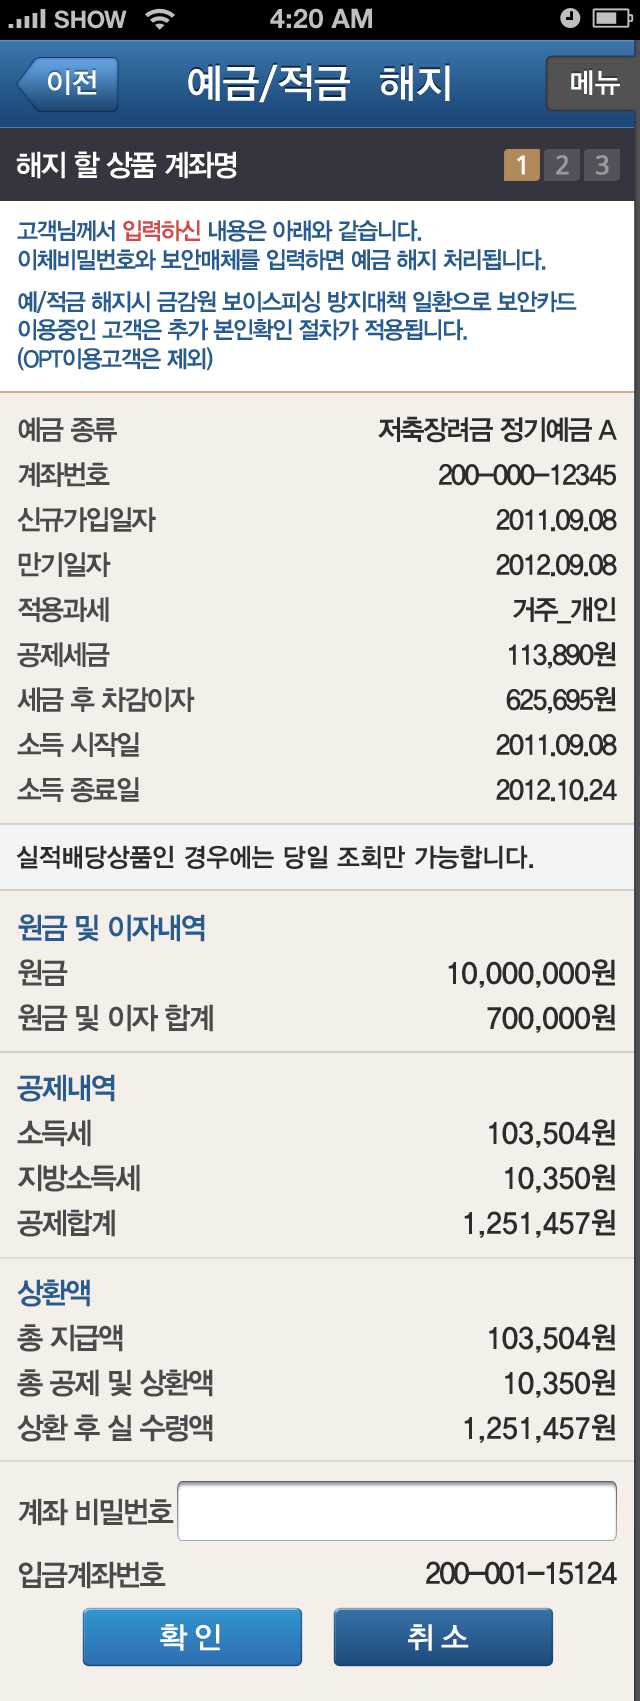 SHOW 4:20 AM
이전 예금/적금 해지 메뉴
해지 할 상품 계좌명 1 2 3
고객님께서 입력하신 내용은 아래와 같습니다.
이체비밀번호와 보안매체를 입력하면 예금 해지 처리됩니다.
예/적금 해지시 금감원 보이스피싱 방지대책 일환으로 보안카드
이용중인 고객은 추가 본인확인 절차가 적용됩니다.
(OPT이용고객은 제외)
예금 종류 저축장려금 정기예금 A
계좌번호 200-000-12345
신규가입일자 2011.09.08
만기일자 2012.09.08
적용과세 거주_개인
공제세금 113,890원
세금 후 차감이자 625,695원
소득 시작일 2011.09.08
소득 종료일 2012.10.24
실적배당상품인 경우에는 당일 조회만 가능합니다.
원금 및 이자내역
원금 10,000,000원
원금 및 이자 합계 700,000원
공제내역
소득세 103,504원
지방소득세 10,350원
공제합계 1,251,457원
상환액
총 지급액 103,504원
총 공제 및 상환액 10,350원
상환 후 실 수령액 1,251,457원
계좌 비밀번호
입금계좌번호 200-001-15124
확인 취소